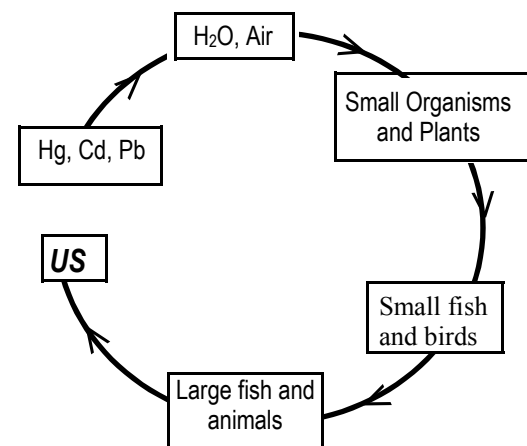 H₂O, Air
Small Organisms
and Plants
Hg, Cd, Pb
US
Small fish
and birds
Large fish and
animals